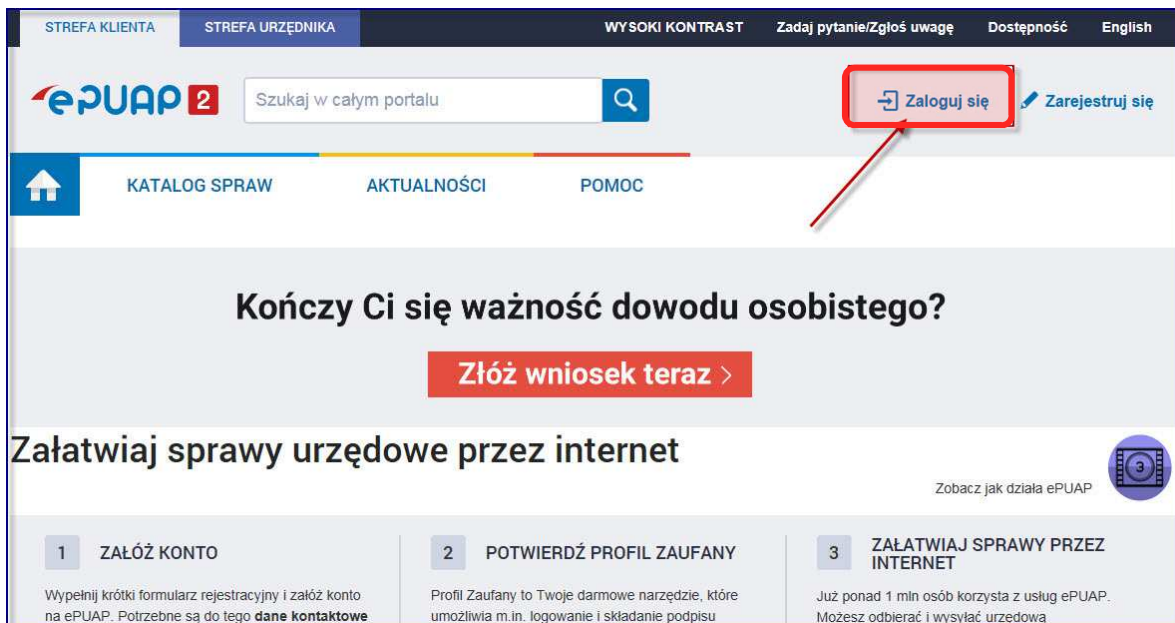 STREFA KLIENTA STREFA URZĘDNIKA WYSOKI KONTRAST Zadaj pytanie/Zgłoś uwagę Dostępność English
ePUAP 2 Szukaj w całym portalu Zaloguj się Zarejestruj się
KATALOG SPRAW AKTUALNOŚCI POMOC
Kończy Ci się ważność dowodu osobistego?
Złóż wniosek teraz >
Załatwiaj sprawy urzędowe przez internet
Zobacz jak działa ePUAP 3
1 ZAŁÓŻ KONTO
Wypełnij krótki formularz rejestracyjny i załóż konto
na ePUAP. Potrzebne są do tego dane kontaktowe
2 POTWIERDŹ PROFIL ZAUFANY
Profil Zaufany to Twoje darmowe narzędzie, które
umożliwia m.in. logowanie i składanie podpisu
3 ZAŁATWIAJ SPRAWY PRZEZ
INTERNET
Już ponad 1 mln osób korzysta z usług ePUAP.
Możesz odbierać i wysyłać urzędową